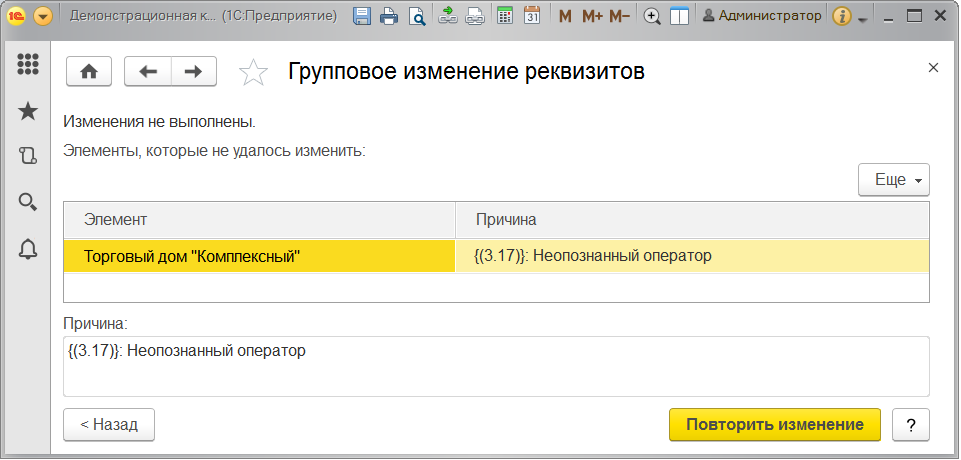 Демонстрационная к... (1С:Предприятие)
31
M M+ M-
Администратор
Групповое изменение реквизитов
Изменения не выполнены.
Элементы, которые не удалось изменить:
Еще
Элемент Причина
Торговый дом "Комплексный" {(3.17)}: Неопознанный оператор
Причина:
{(3.17)}: Неопознанный оператор
< Назад Повторить изменение ?